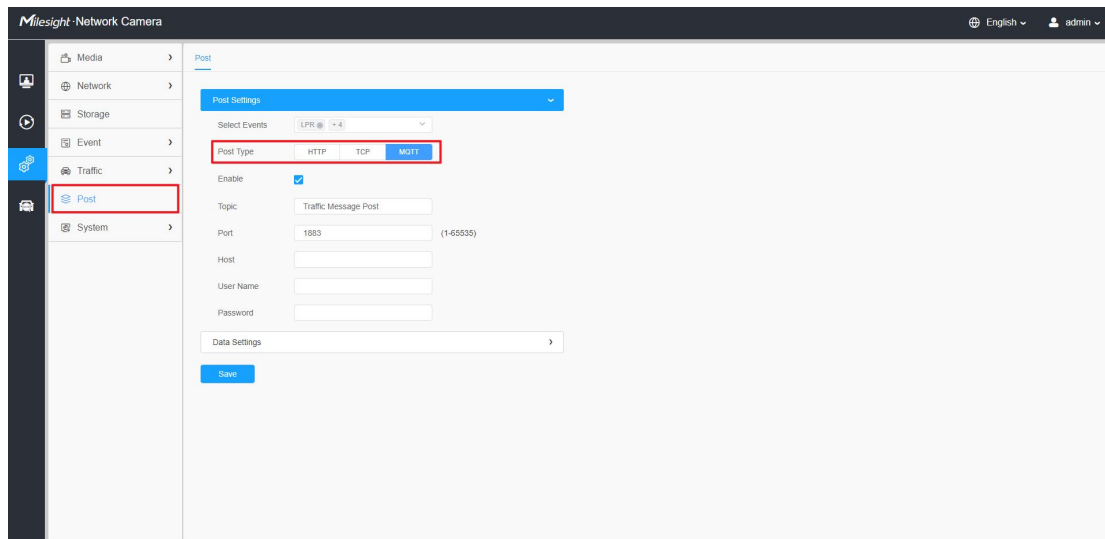 Milesight Network Camera
English
admin
Media
Network
Storage
Event
Traffic
Post
System
Post
Post Settings
Select Events LPR + 4
Post Type HTTP TCP MQTT
Enable
Topic Traffic Message Post
Port 1883 (1-65535)
Host
User Name
Password
Data Settings
Save